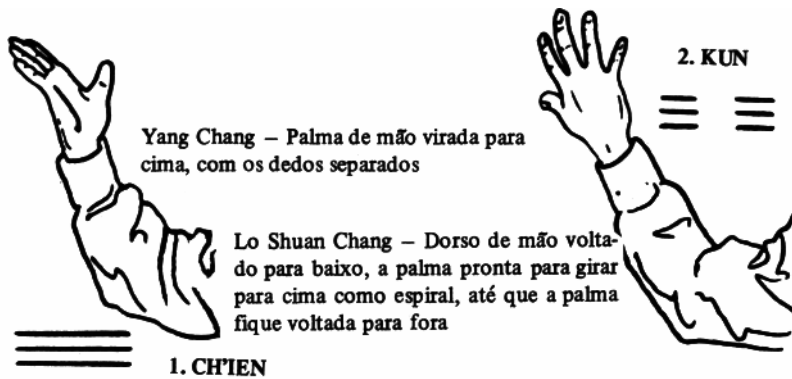 2. KUN
Yang Chang – Palma de mão virada para
cima, com os dedos separados
Lo Shuan Chang – Dorso de mão volta-
do para baixo, a palma pronta para girar
para cima como espiral, até que a palma
fique voltada para fora
1. CH'IEN